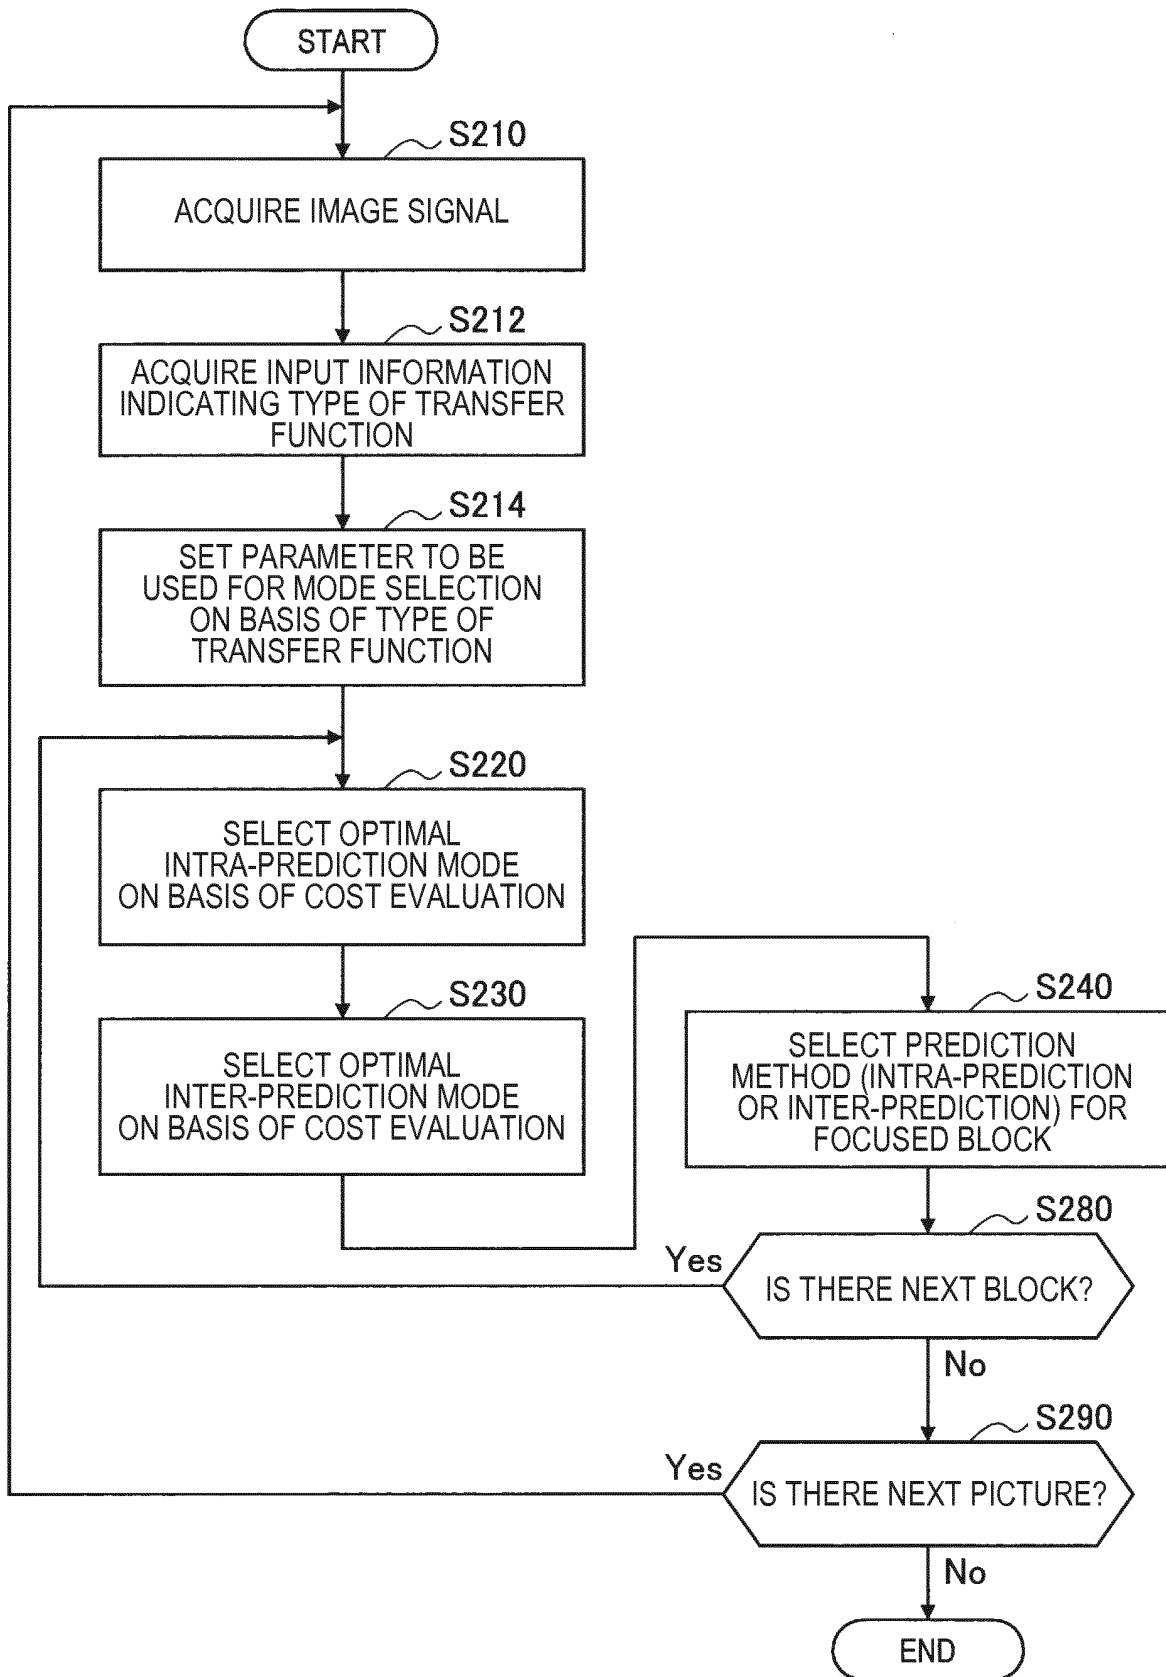 START
S210
ACQUIRE IMAGE SIGNAL
S212
ACQUIRE INPUT INFORMATION
INDICATING TYPE OF TRANSFER
FUNCTION
S214
SET PARAMETER TO BE
USED FOR MODE SELECTION
ON BASIS OF TYPE OF
TRANSFER FUNCTION
S220
SELECT OPTIMAL
INTRA-PREDICTION MODE
ON BASIS OF COST EVALUATION
S230
SELECT OPTIMAL
INTER-PREDICTION MODE
ON BASIS OF COST EVALUATION
S240
SELECT PREDICTION
METHOD (INTRA-PREDICTION
OR INTER-PREDICTION) FOR
FOCUSED BLOCK
S280
Yes
IS THERE NEXT BLOCK?
No
S290
Yes
IS THERE NEXT PICTURE?
No
END